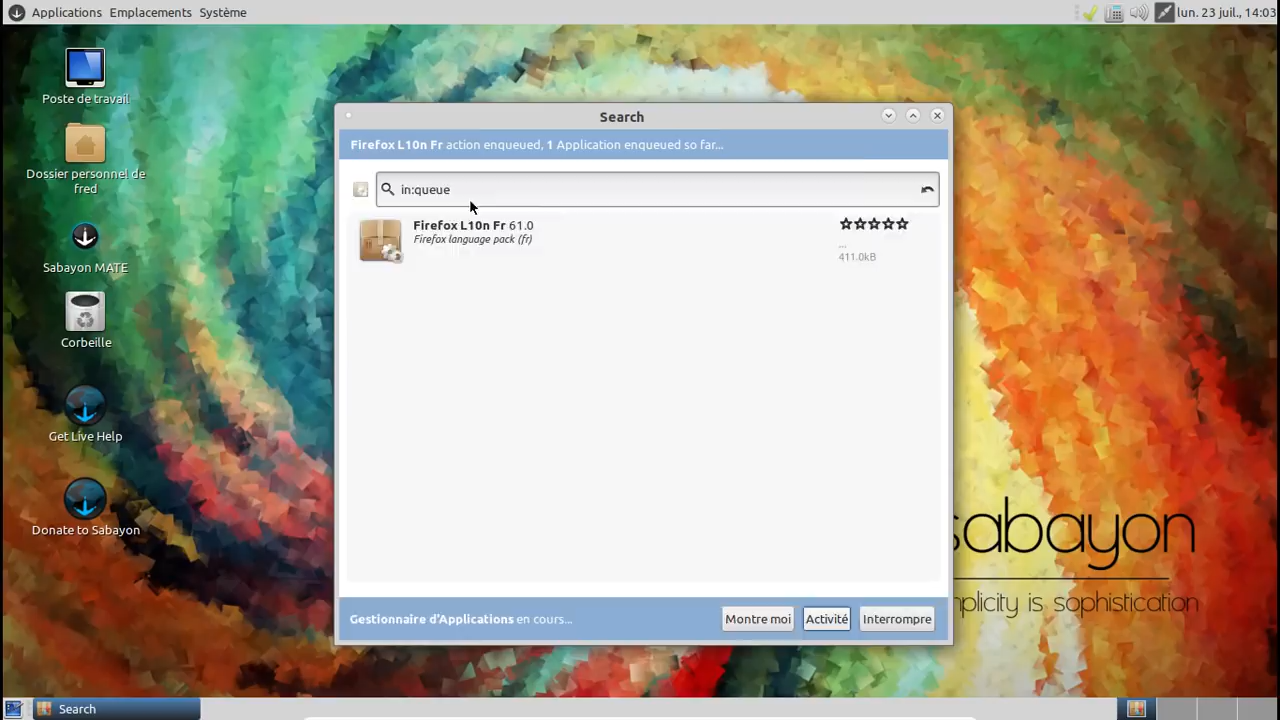 Applications Emplacements Système
lun. 23 juil., 14:03
Poste de travail
Dossier personnel de
fred
Sabayon MATE
Corbeille
Get Live Help
Donate to Sabayon
Search
Firefox L10n Fr action enqueued, 1 Application enqueued so far...
in:queue
Firefox L10n Fr 61.0
Firefox language pack (fr)
...
411.0kB
Gestionnaire d'Applications en cours...
Montre moi
Activité
Interrompre
sabayon
mplicity is sophistication
Search